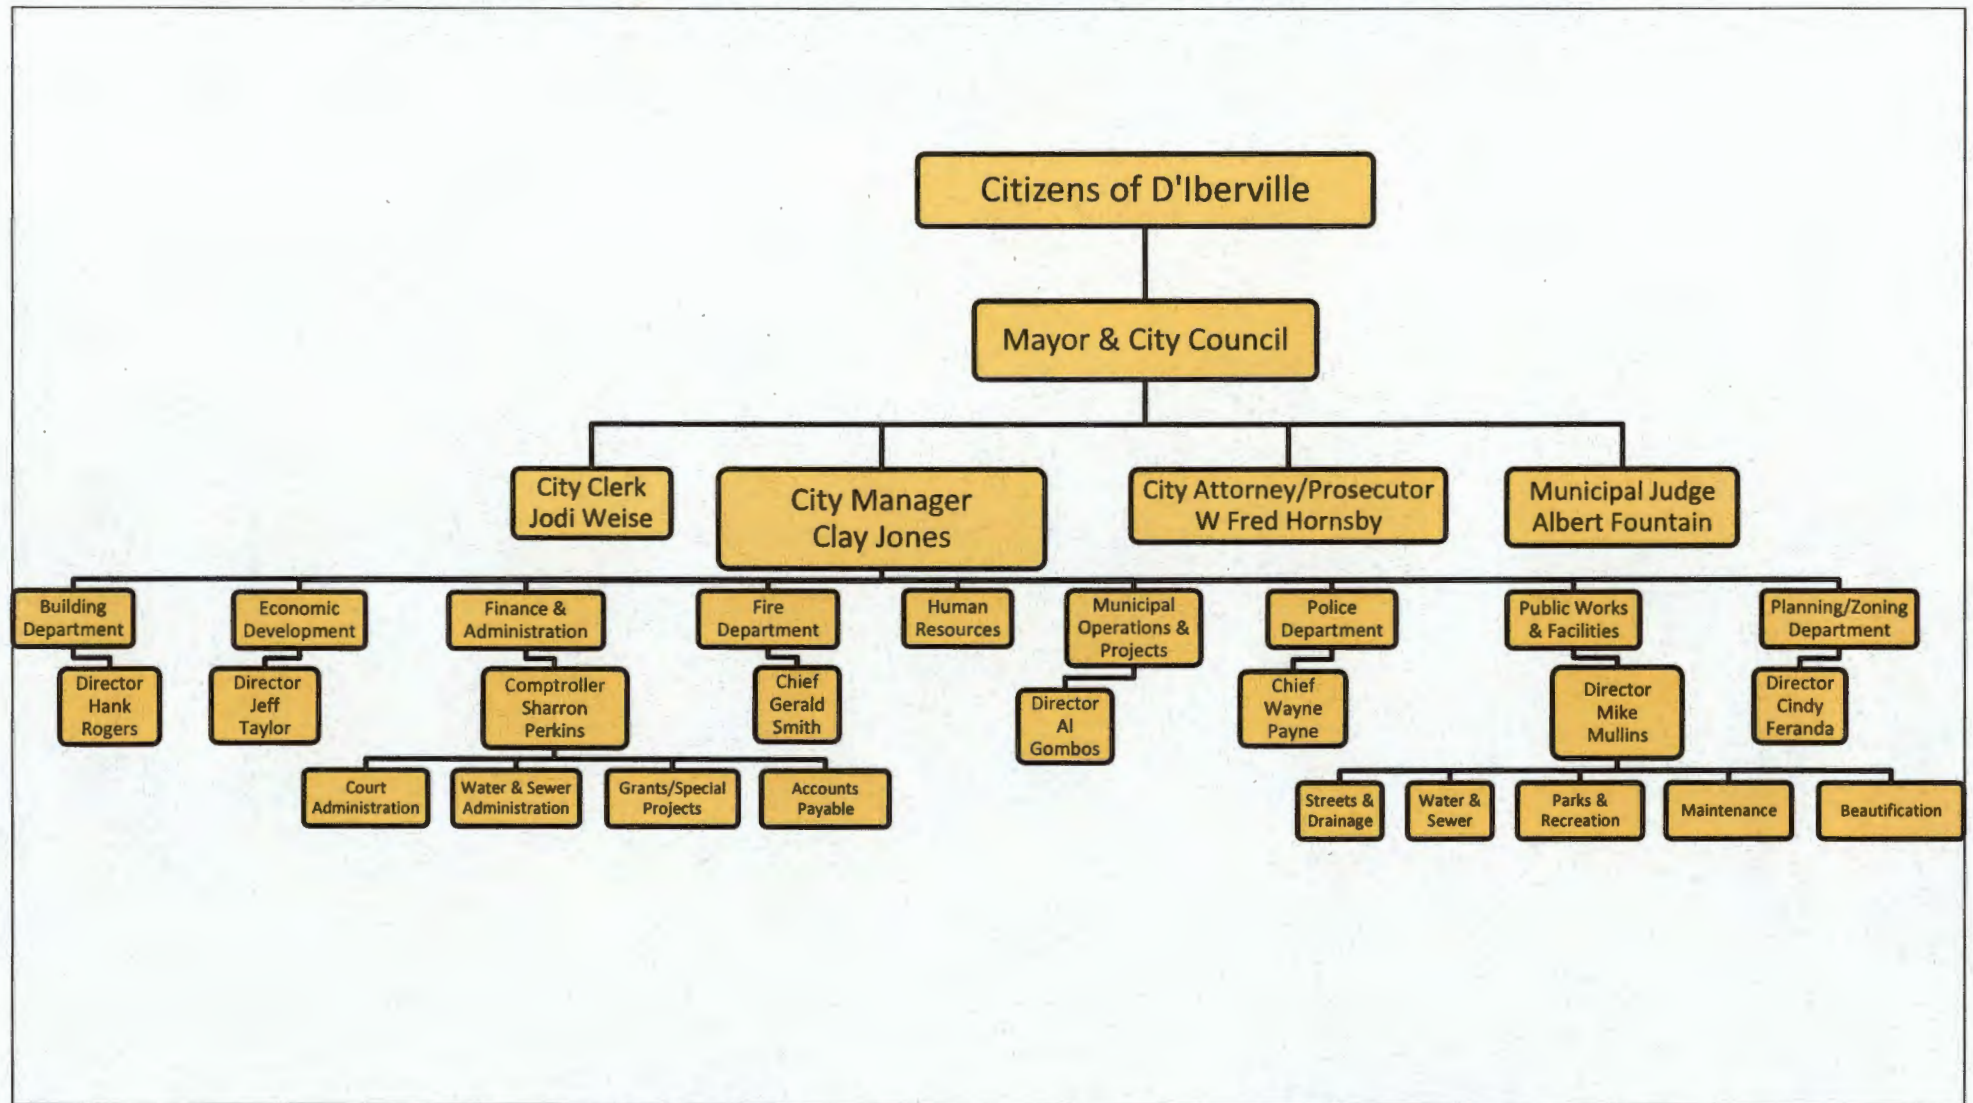 Citizens of D'Iberville
Mayor & City Council
City Clerk
Jodi Weise
City Manager
Clay Jones
City Attorney/Prosecutor
W Fred Hornsby
Municipal Judge
Albert Fountain
Building
Department
Economic
Development
Finance &
Administration
Fire
Department
Human
Resources
Municipal
Operations &
Projects
Police
Department
Public Works
& Facilities
Planning/Zoning
Department
Director
Hank
Rogers
Director
Jeff
Taylor
Comptroller
Sharron
Perkins
Chief
Gerald
Smith
Director
Al
Gombos
Chief
Wayne
Payne
Director
Mike
Mullins
Director
Cindy
Feranda
Court
Administration
Water & Sewer
Administration
Grants/Special
Projects
Accounts
Payable
Streets &
Drainage
Water &
Sewer
Parks &
Recreation
Maintenance
Beautification